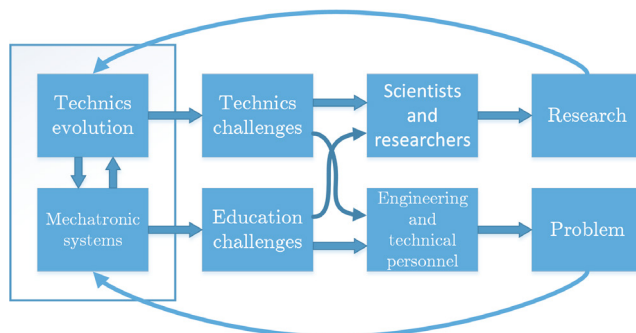 Technics
evolution
Technics
challenges
Scientists
and
researchers
Research
Mechatronic
systems
Education
challenges
Engineering
and
technical
personnel
Problem